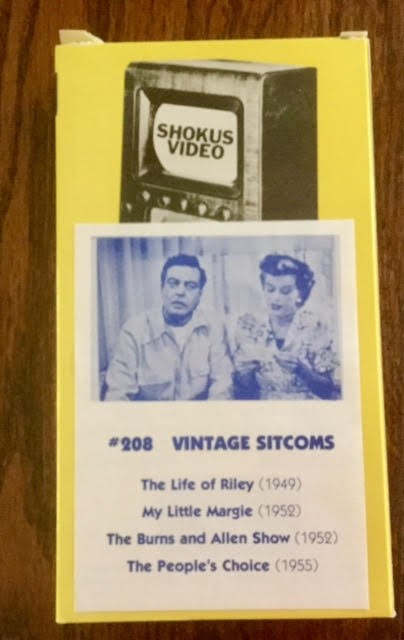 SHOKUS
VIDEO
#208 VINTAGE SITCOMS
The Life of Riley (1949)
My Little Margie (1952)
The Burns and Allen Show (1952)
The People's Choice (1955)